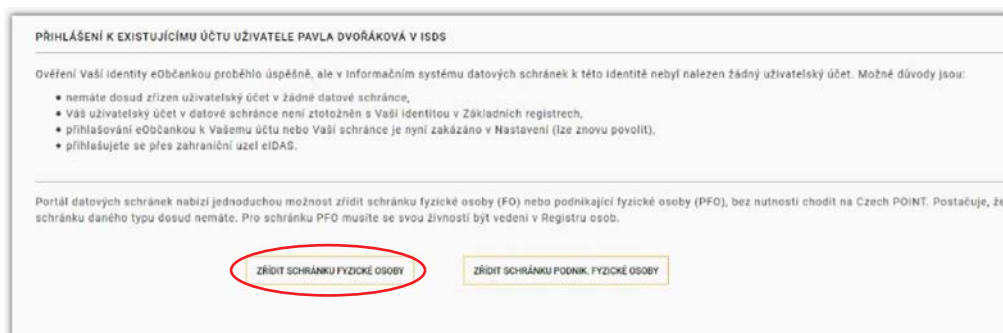 PŘIHLÁŠENÍ K EXISTUJÍCÍMU ÚČTU UŽIVATELE PAVLA DVOŘÁKOVÁ V ISDS
Ověření Vaší identity eObčankou proběhlo úspěšně, ale v Informačním systému datových schránek k této identitě nebyl nalezen žádný uživatelský účet. Možné důvody jsou:
• nemáte dosud zřízen uživatelský účet v žádné datové schránce,
• Váš uživatelský účet v datové schránce není ztotožněn s Vaší identitou v Základních registrech,
• přihlašování eObčankou k Vašemu účtu nebo Vaší schránce je nyní zakázáno v Nastavení (lze znovu povolit),
• přihlašujete se přes zahraniční uzel eIDAS.
Portál datových schránek nabízí jednoduchou možnost zřídit schránku fyzické osoby (FO) nebo podnikající fyzické osoby (PFO), bez nutnosti chodit na Czech POINT. Postačuje, že
schránku daného typu dosud nemáte. Pro schránku PFO musíte se svou živností být vedeni v Registru osob.
ZŘÍDIT SCHRÁNKU FYZICKÉ OSOBY
ZŘÍDIT SCHRÁNKU PODNIK. FYZICKÉ OSOBY